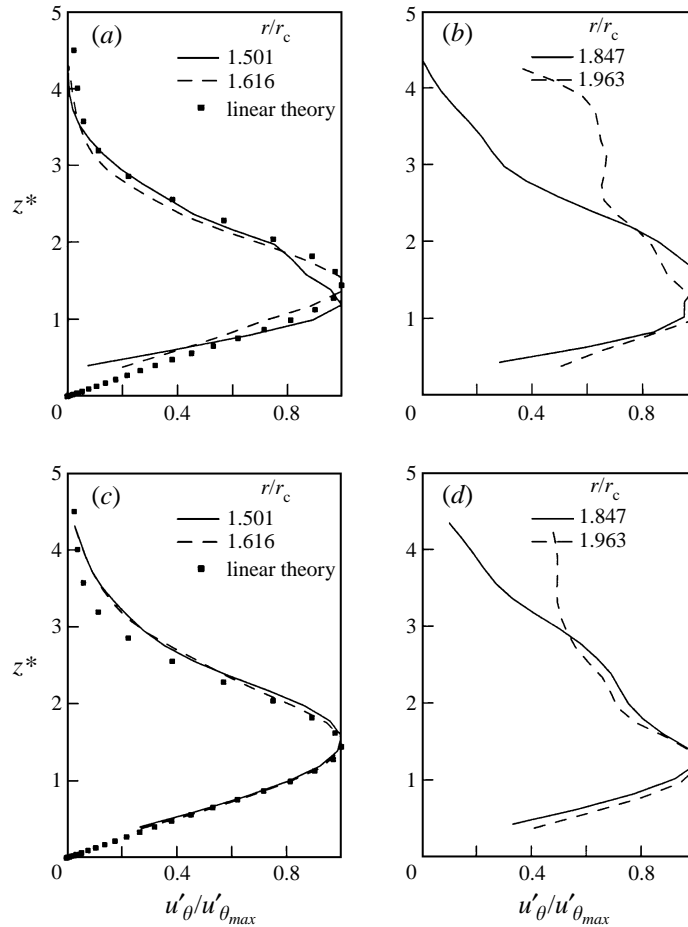 5
(a)
r/r_c
1.501
1.616
linear theory
4
3
z*
2
1
0
0.4
0.8
(b)
r/r_c
1.847
1.963
5
4
3
2
1
0
0.4
0.8
5
(c)
r/r_c
1.501
1.616
linear theory
4
3
z*
2
1
0
0.4
0.8
u′_θ/u′_θ_max
(d)
r/r_c
1.847
1.963
5
4
3
2
1
0
0.4
0.8
u′_θ/u′_θ_max